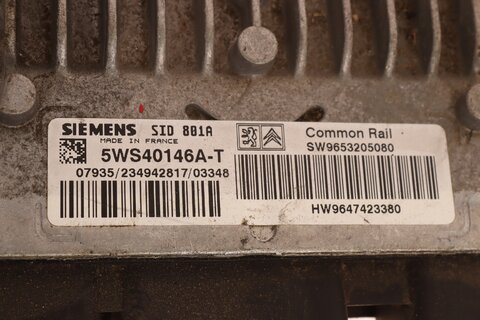 SIEMENS SID 801A
MADE IN FRANCE
5WS40146A-T
07935/234942817/03348
Common Rail
SW9653205080
HW9647423380